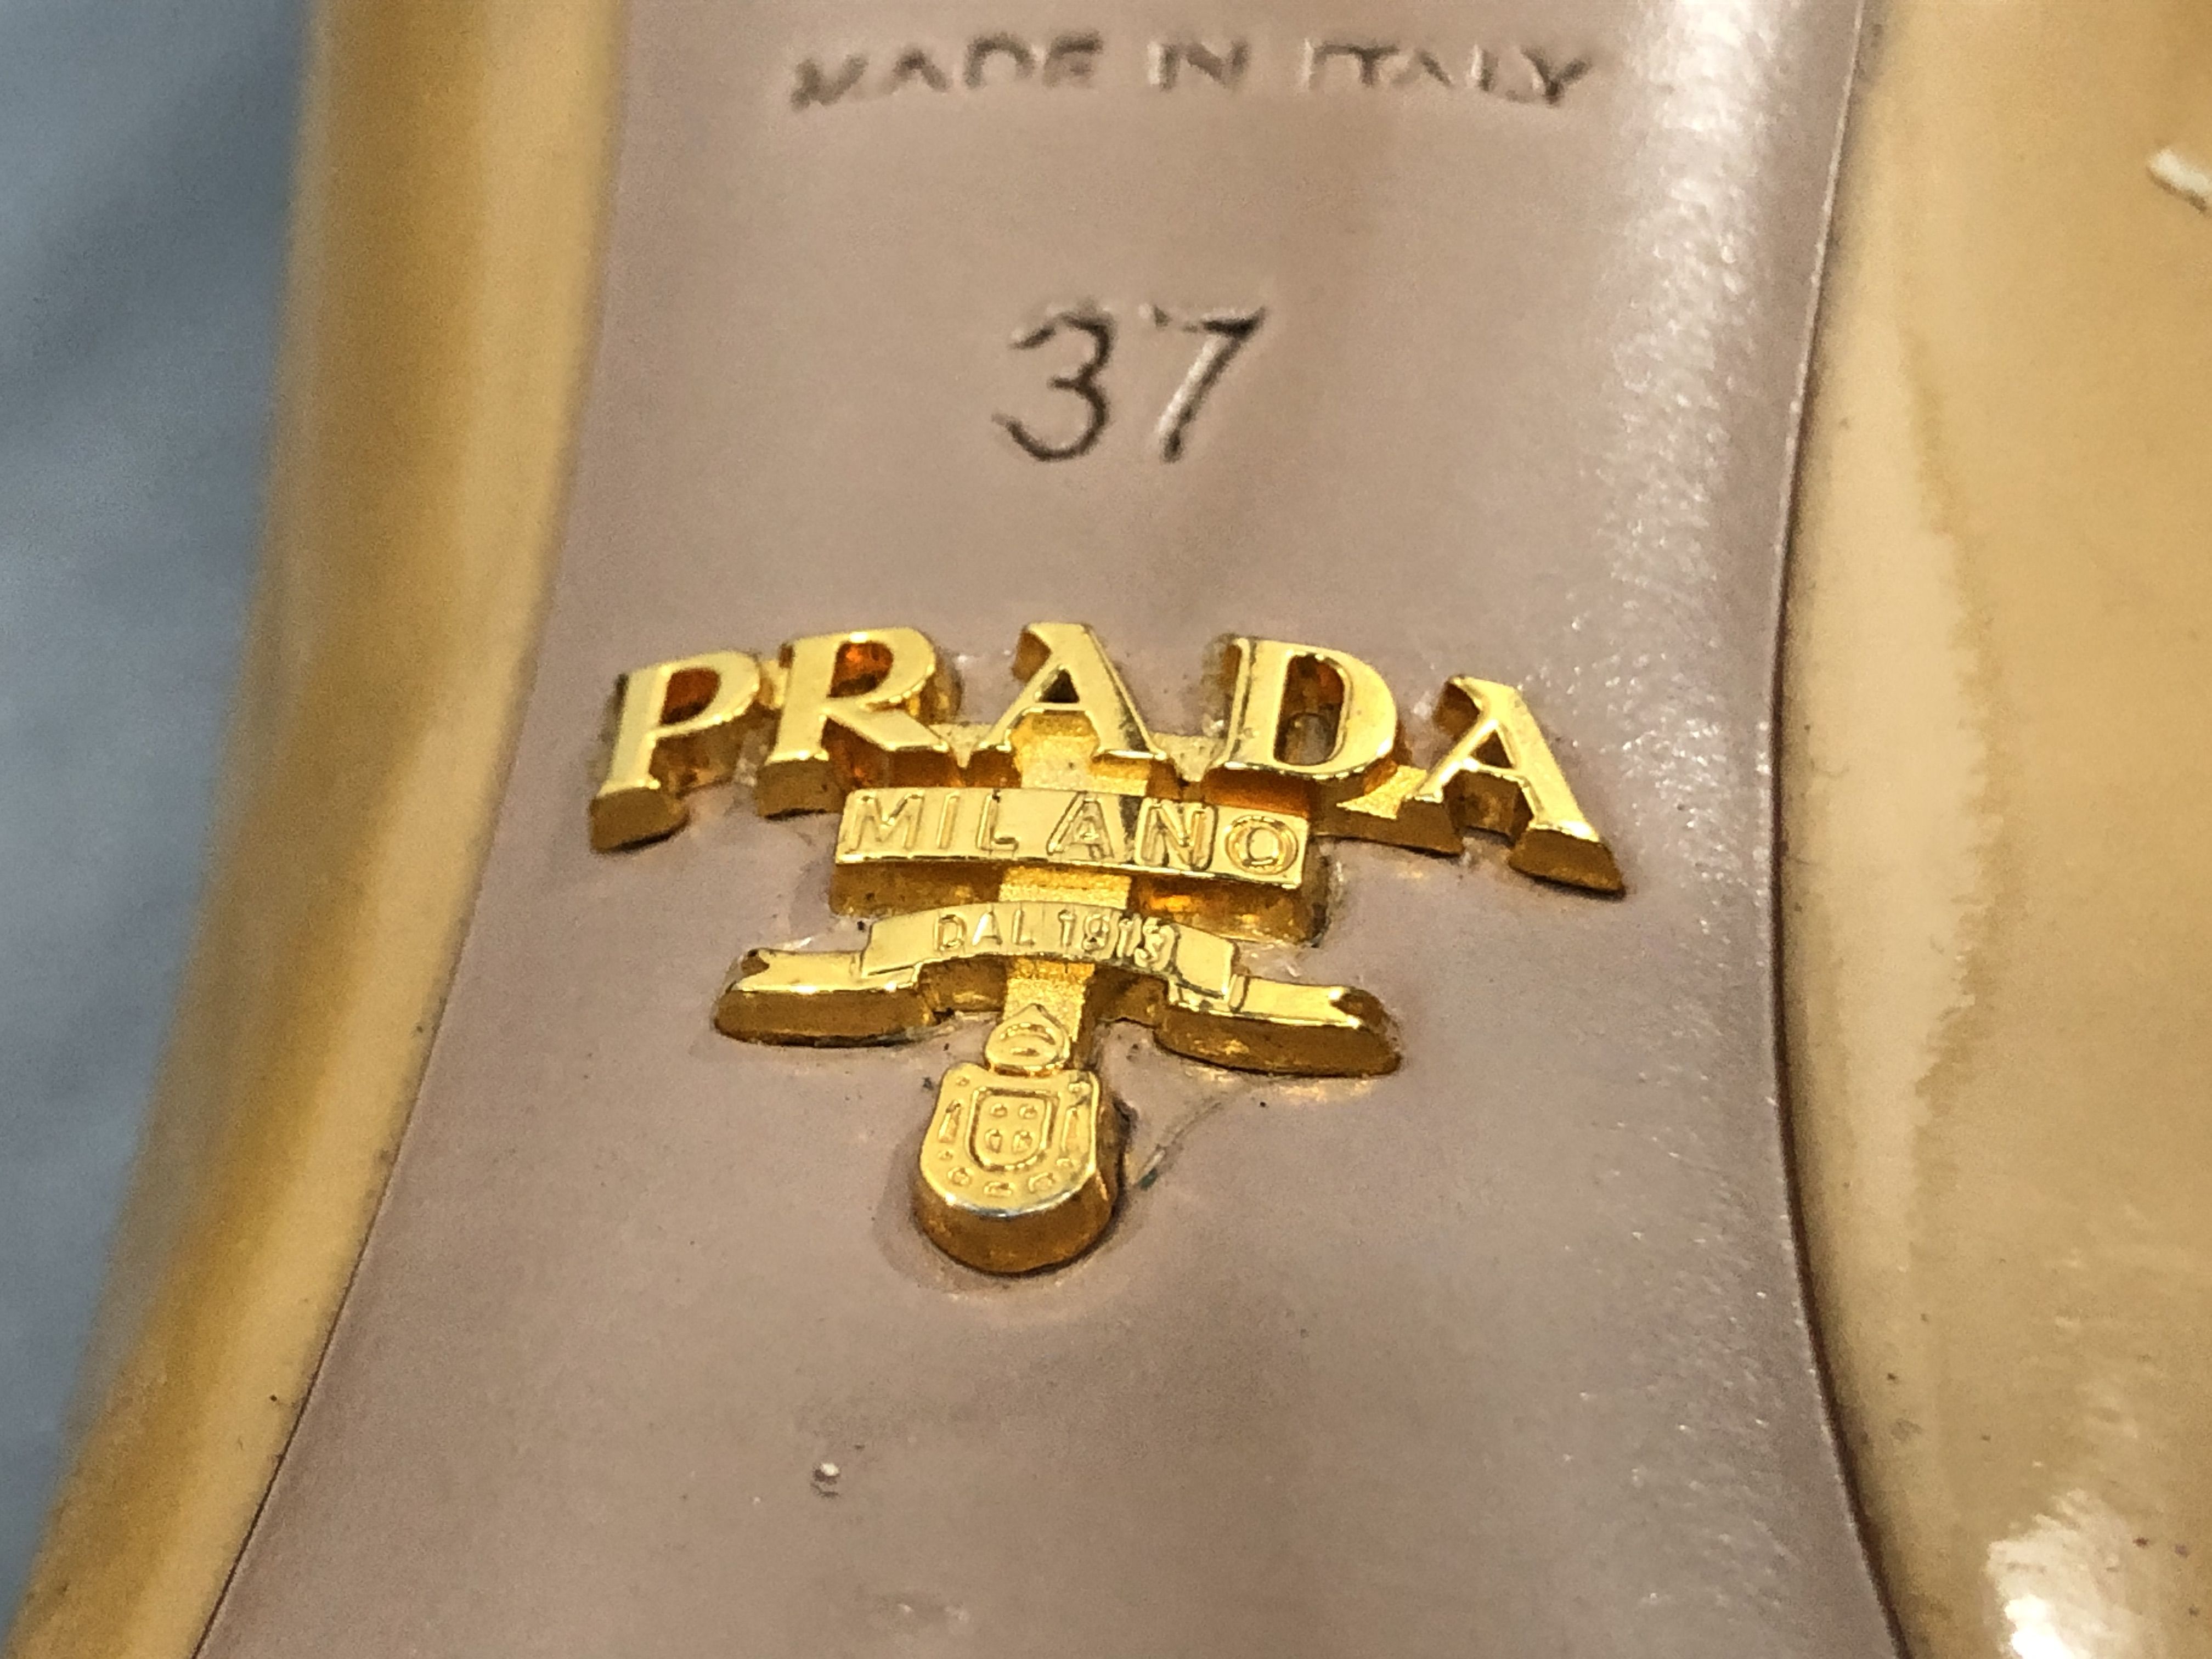 MADE IN ITALY
37
PRADA
MILANO
DAL 1913